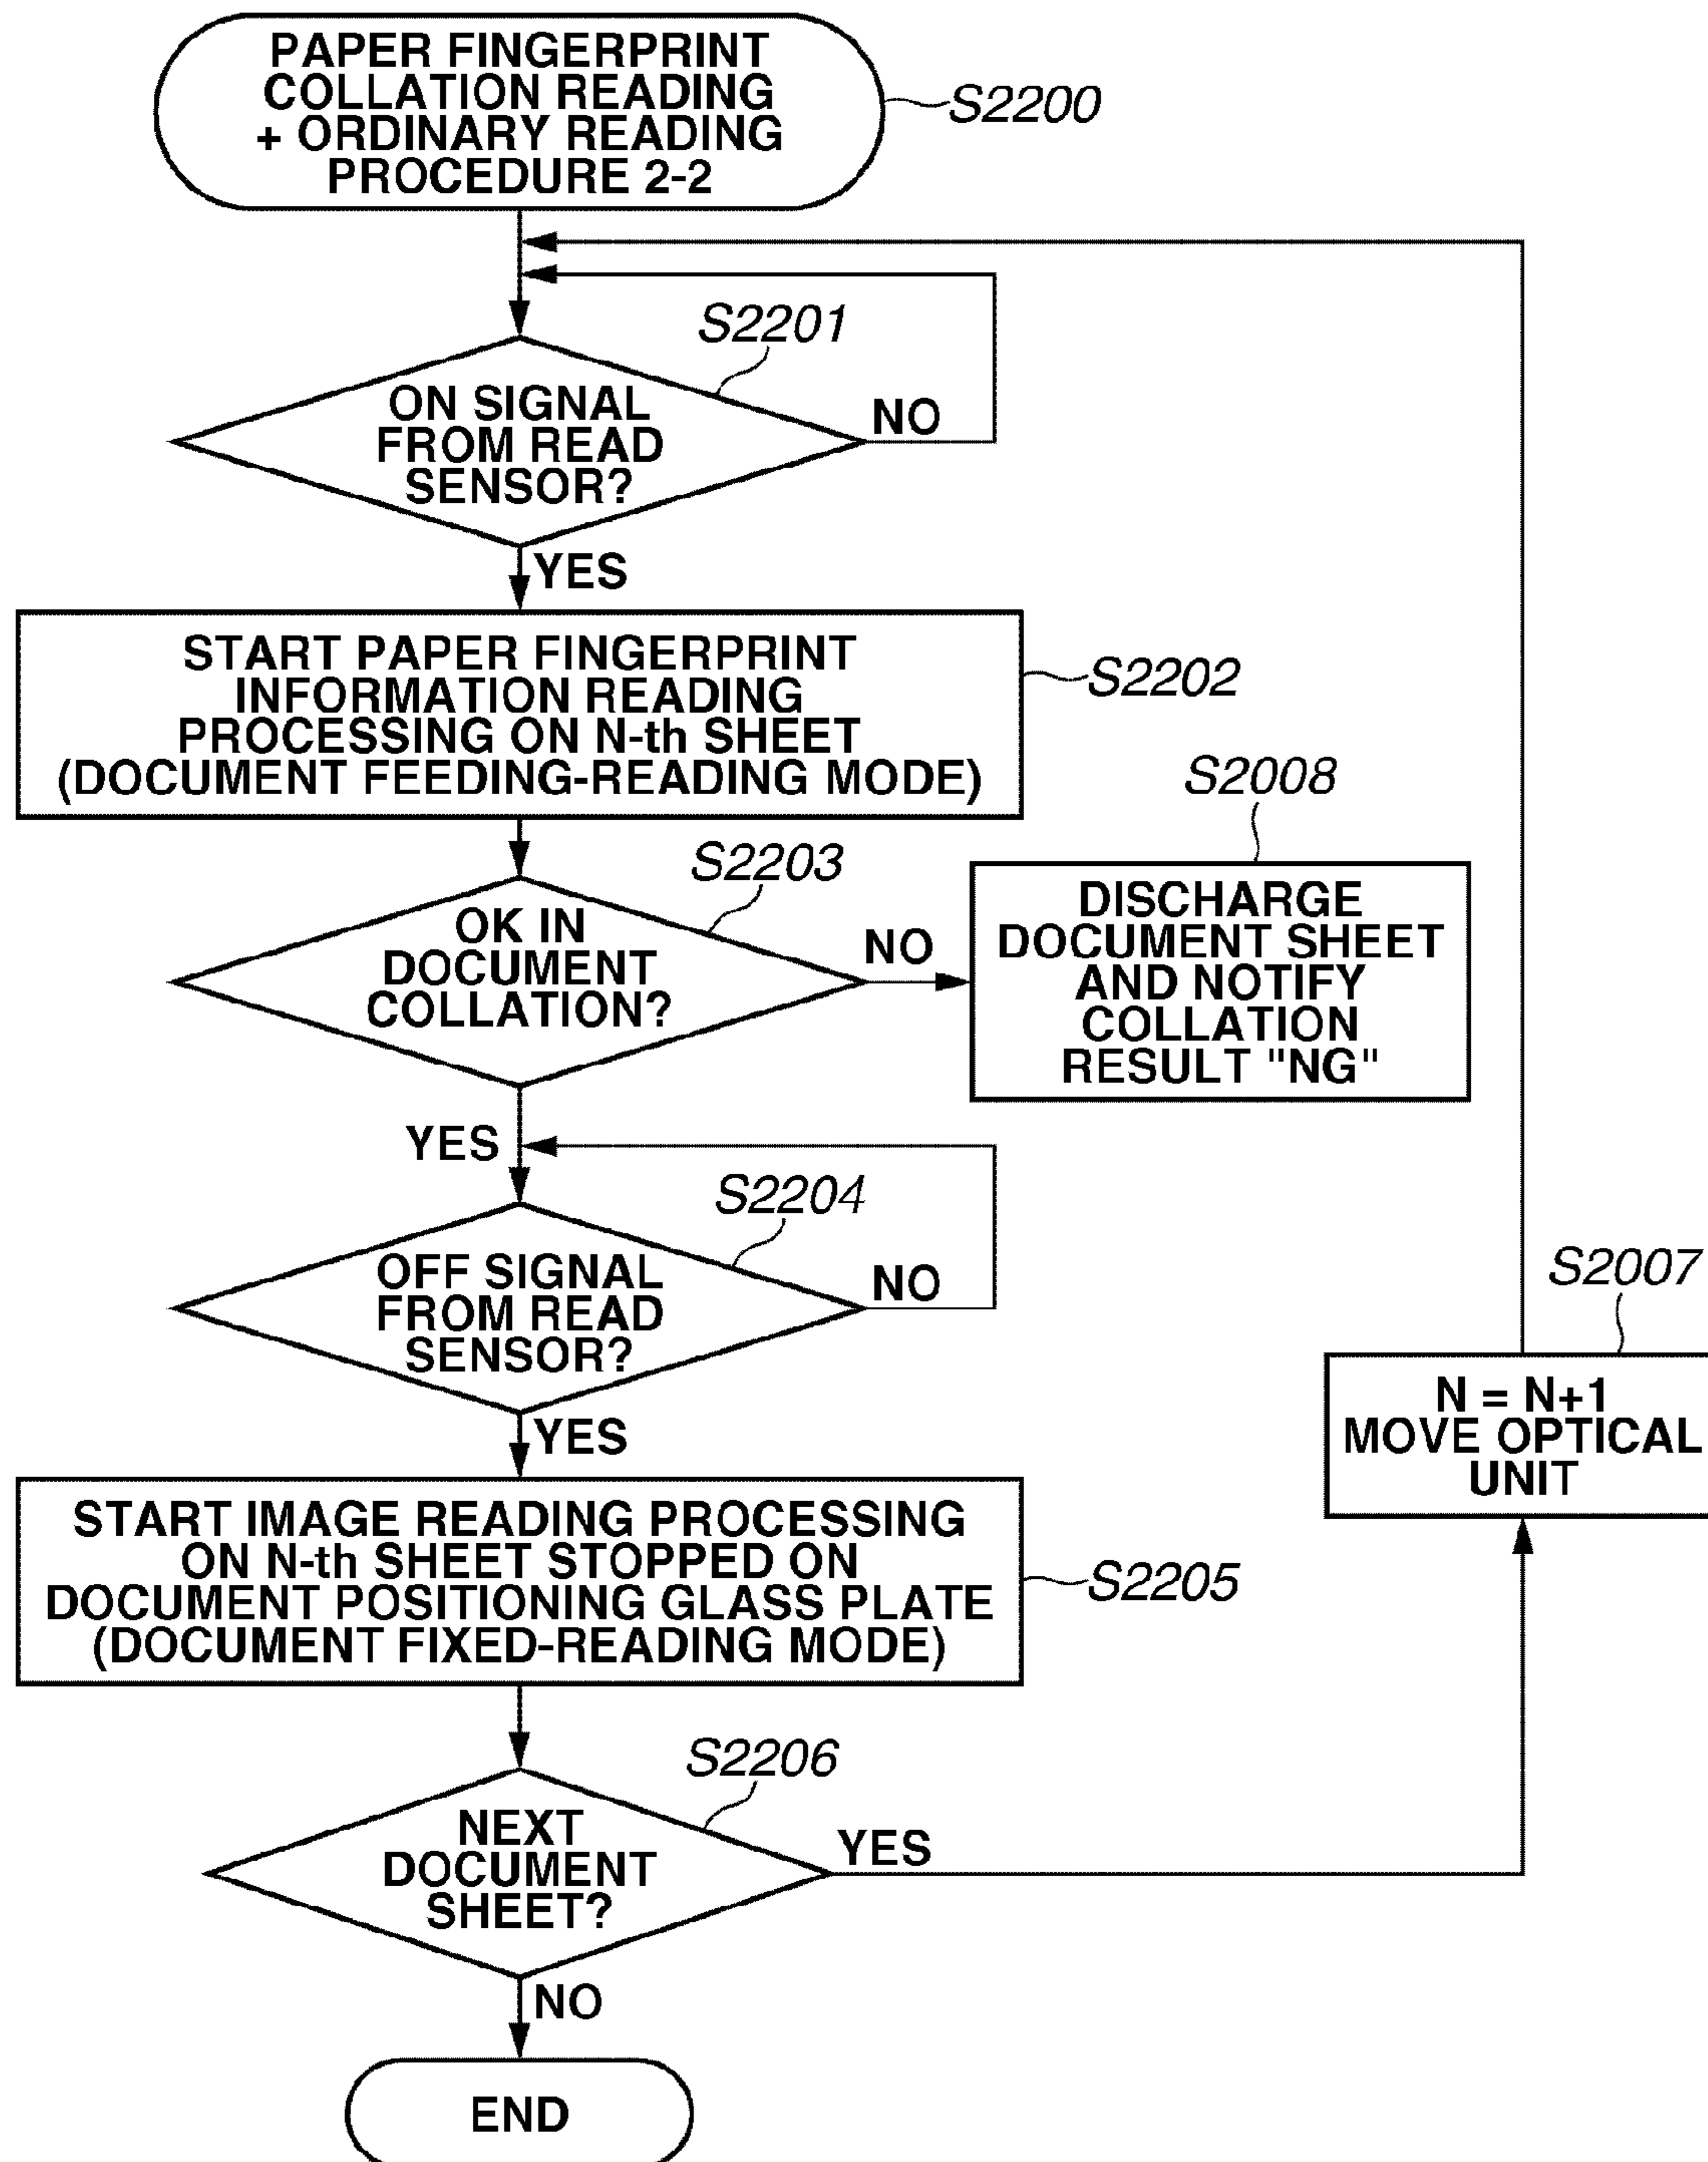 PAPER FINGERPRINT
COLLATION READING
+ ORDINARY READING
PROCEDURE 2-2
S2200
S2201
ON SIGNAL
FROM READ
SENSOR?
NO
YES
START PAPER FINGERPRINT
INFORMATION READING
PROCESSING ON N-th SHEET
(DOCUMENT FEEDING-READING MODE)
S2202
S2203
OK IN
DOCUMENT
COLLATION?
NO
S2008
DISCHARGE
DOCUMENT SHEET
AND NOTIFY
COLLATION
RESULT "NG"
YES
S2204
OFF SIGNAL
FROM READ
SENSOR?
NO
YES
S2007
N = N+1
MOVE OPTICAL
UNIT
START IMAGE READING PROCESSING
ON N-th SHEET STOPPED ON
DOCUMENT POSITIONING GLASS PLATE
(DOCUMENT FIXED-READING MODE)
S2205
S2206
NEXT
DOCUMENT
SHEET?
YES
NO
END